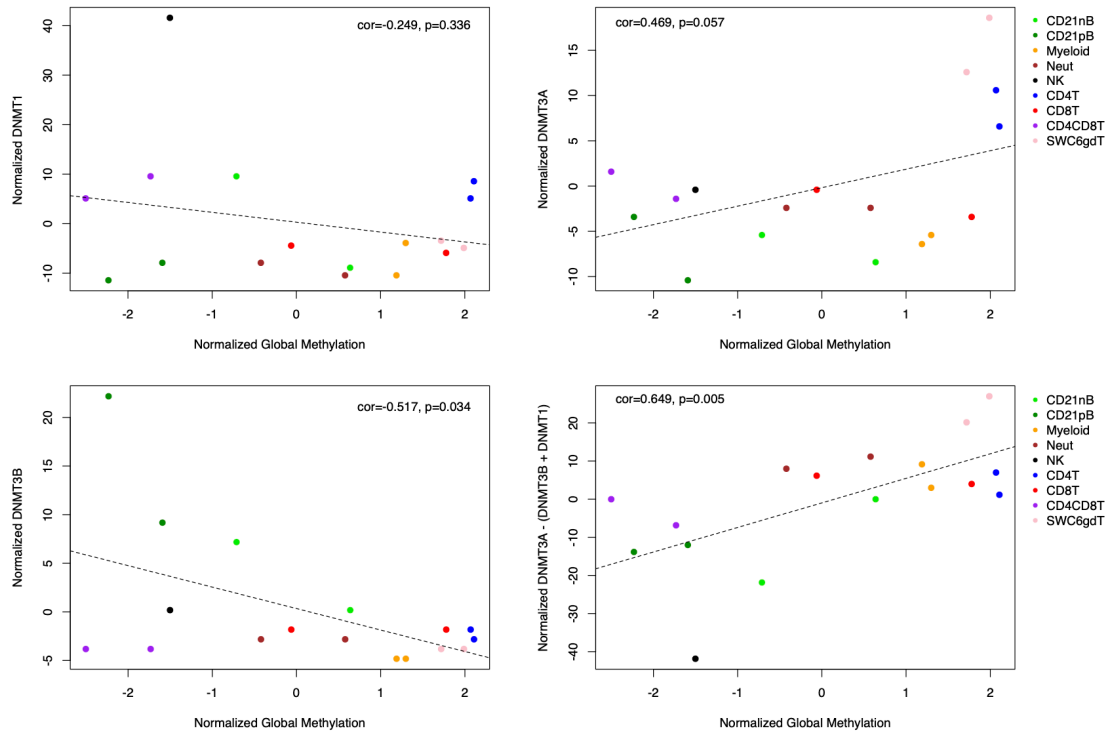 cor=-0.249, p=0.336
Normalized DNMT1
40
30
20
10
0
-10
-2
-1
0
1
2
Normalized Global Methylation
cor=0.469, p=0.057
Normalized DNMT3A
15
10
5
0
-5
-10
-2
-1
0
1
2
Normalized Global Methylation
CD21nB
CD21pB
Myeloid
Neut
NK
CD4T
CD8T
CD4CD8T
SWC6gdT
cor=-0.517, p=0.034
Normalized DNMT3B
20
15
10
5
0
-5
-2
-1
0
1
2
Normalized Global Methylation
cor=0.649, p=0.005
Normalized DNMT3A - (DNMT3B + DNMT1)
20
10
0
-10
-20
-30
-40
-2
-1
0
1
2
Normalized Global Methylation
CD21nB
CD21pB
Myeloid
Neut
NK
CD4T
CD8T
CD4CD8T
SWC6gdT